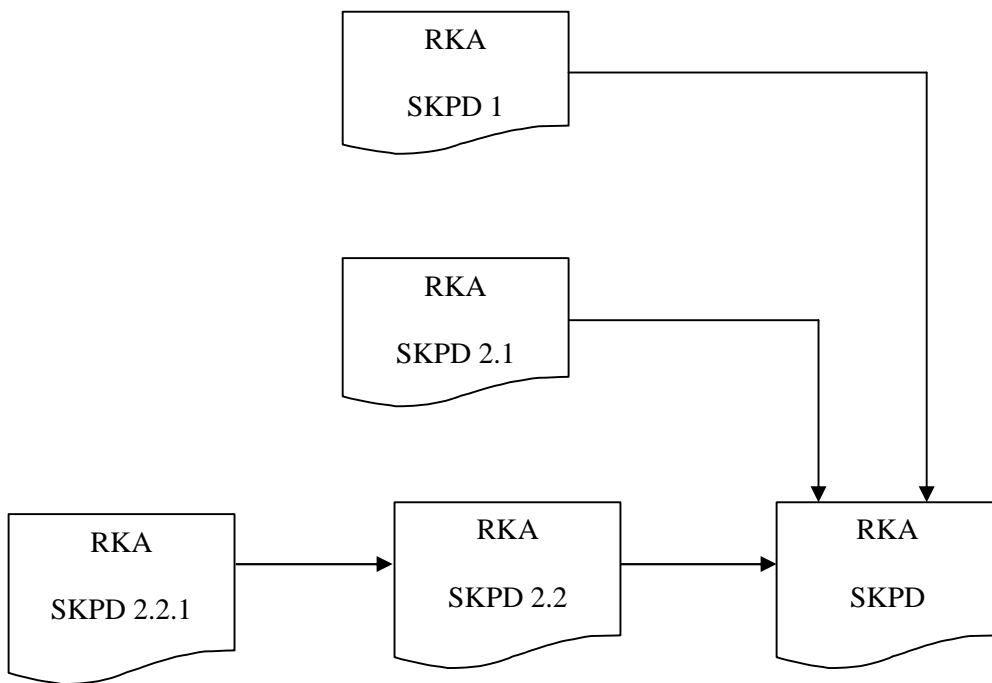 RKA
SKPD 1
RKA
SKPD 2.1
RKA
SKPD 2.2.1
RKA
SKPD 2.2
RKA
SKPD